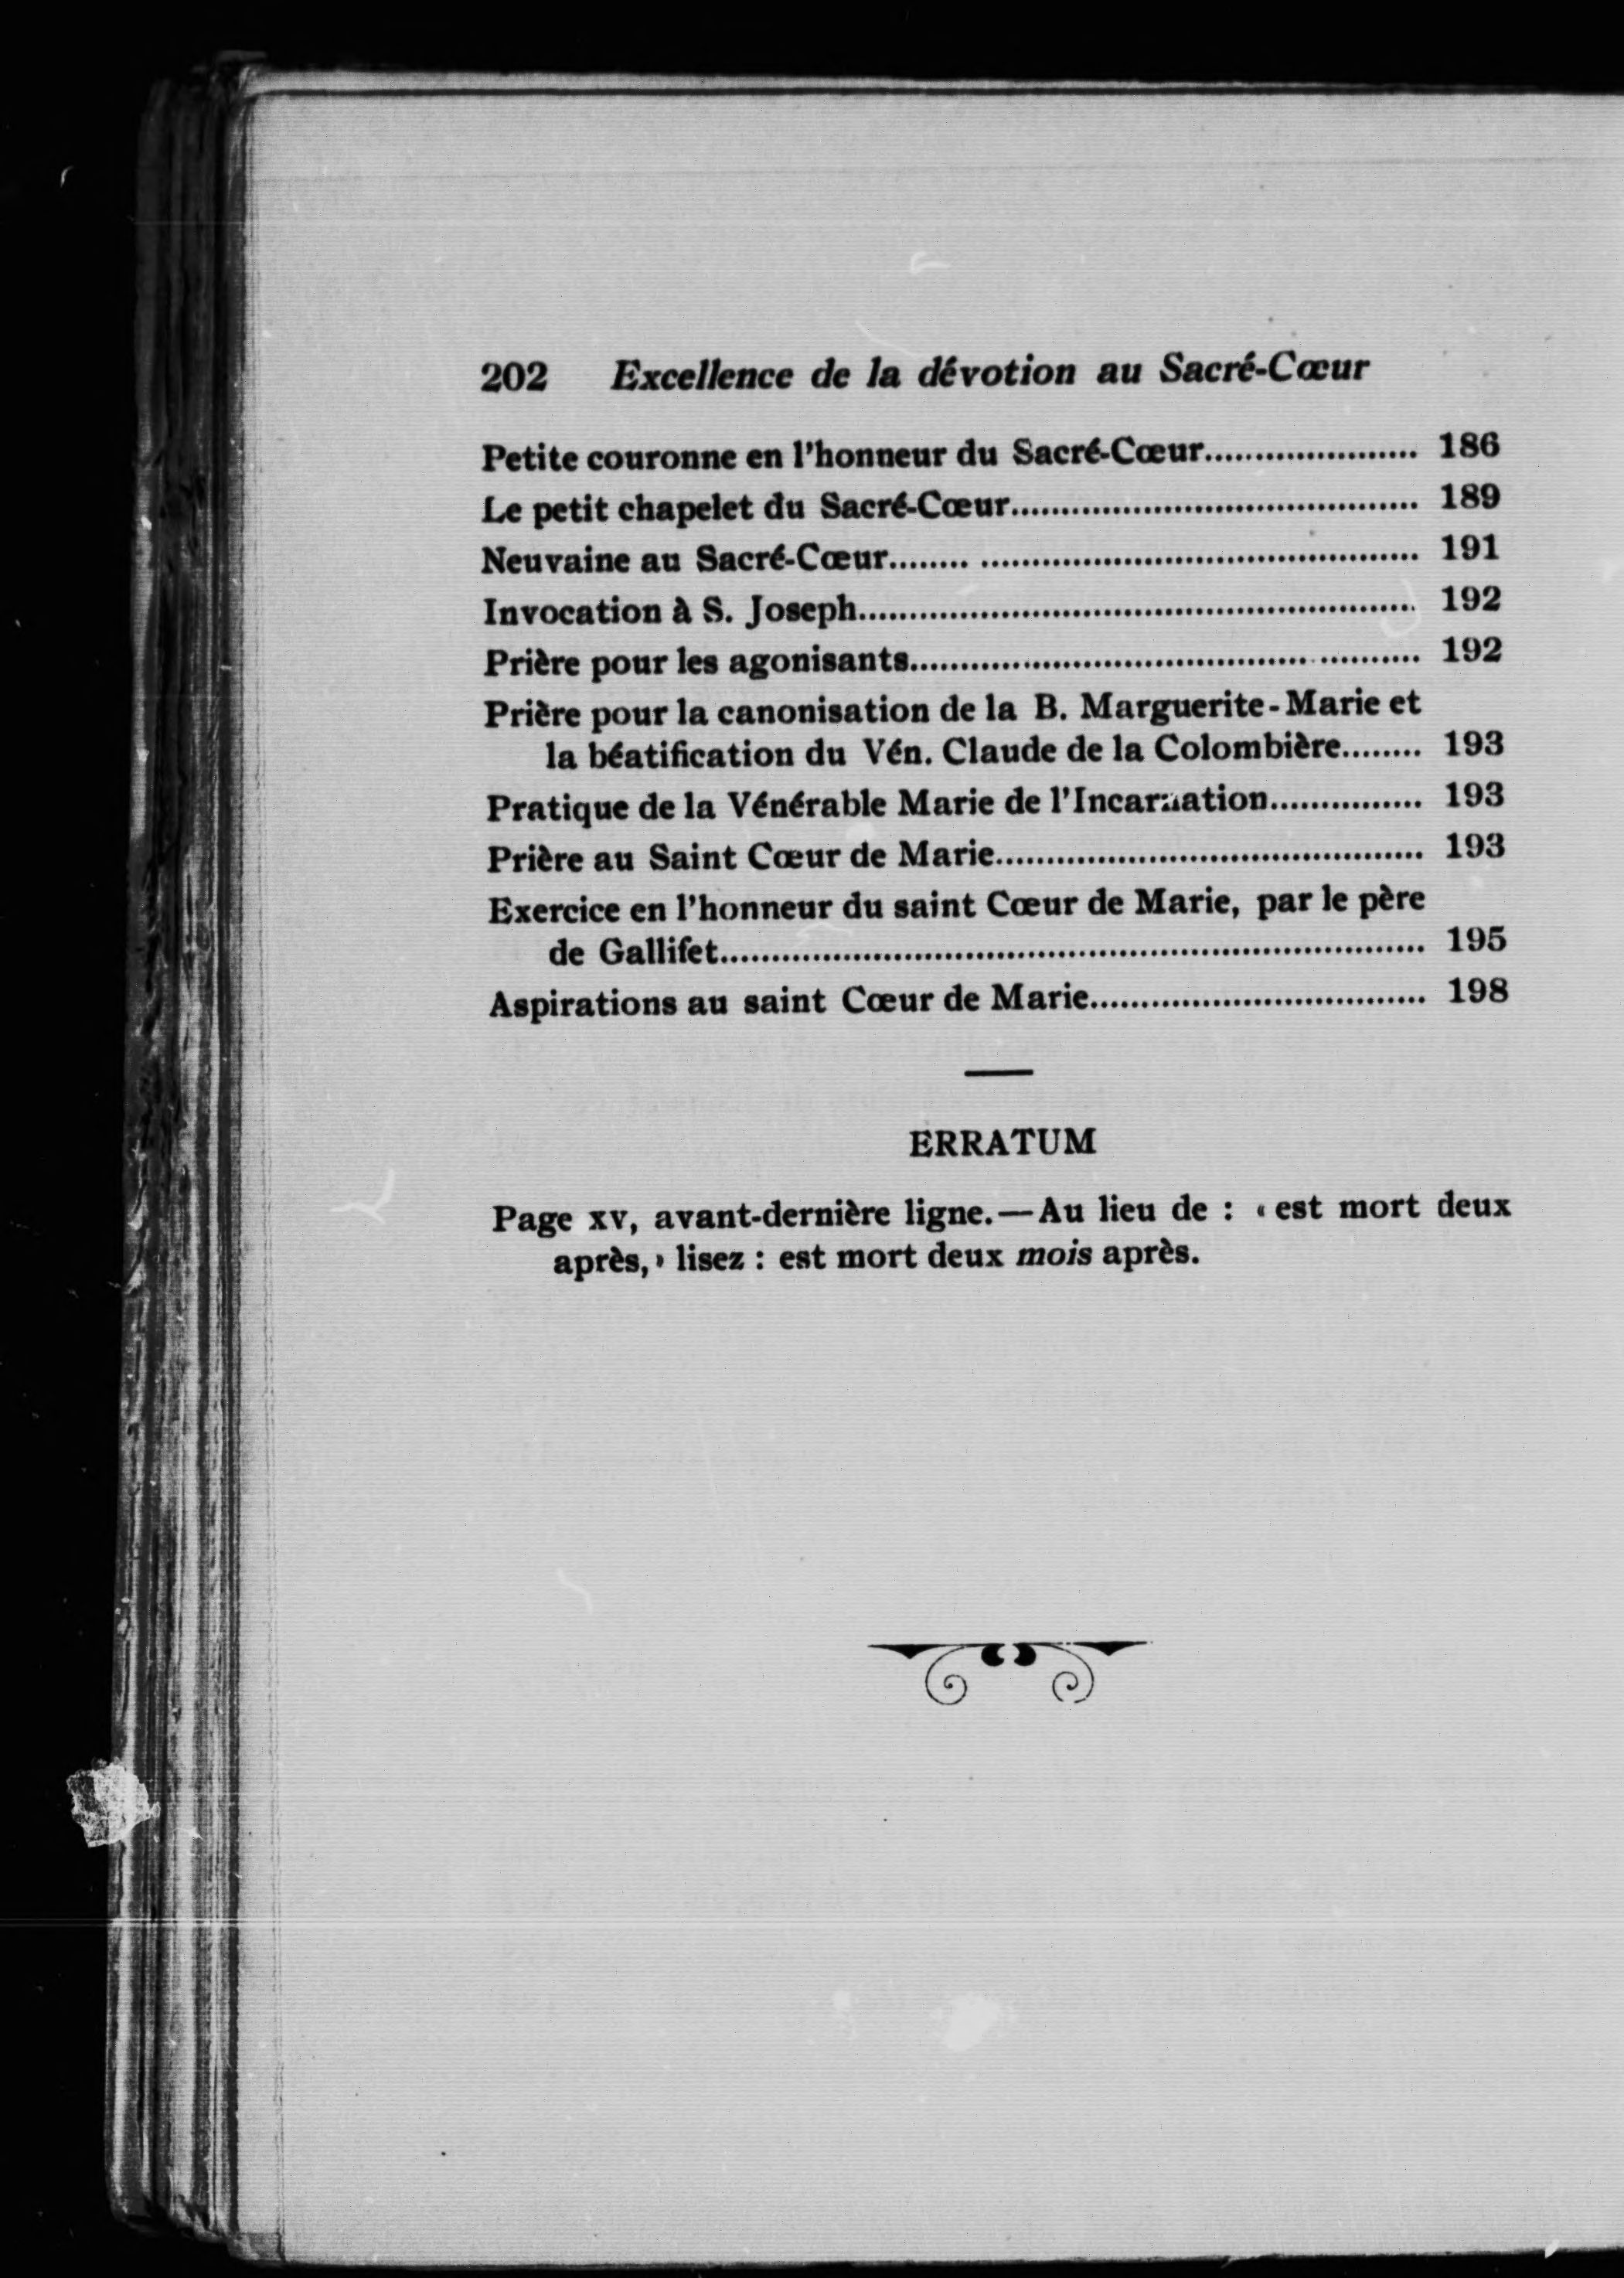 202 Excellence de la dévotion au Sacré-Cœur
Petite couronne en l'honneur du Sacré-Cœur..................... 186
Le petit chapelet du Sacré-Cœur........................................ 189
Neuvaine au Sacré-Cœur........ ........................................... 191
Invocation à S. Joseph....................................................... 192
Prière pour les agonisants.................................................. 192
Prière pour la canonisation de la B. Marguerite-Marie et
la béatification du Vén. Claude de la Colombière........ 193
Pratique de la Vénérable Marie de l'Incarnation............... 193
Prière au Saint Cœur de Marie.......................................... 193
Exercice en l'honneur du saint Cœur de Marie, par le père
de Gallifet..................................................................... 195
Aspirations au saint Cœur de Marie................................. 198
ERRATUM
Page xv, avant-dernière ligne.—Au lieu de : « est mort deux
après, » lisez : est mort deux mois après.